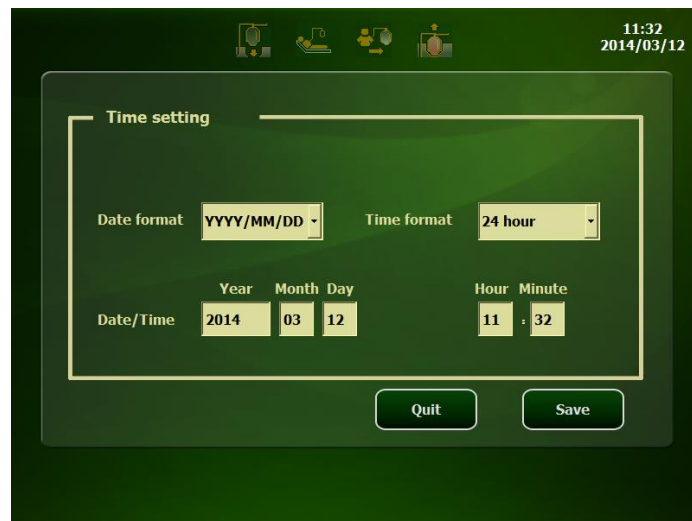 11:32
2014/03/12
Time setting
Date format YYYY/MM/DD Time format 24 hour
Year Month Day Hour Minute
Date/Time 2014 03 12 11 : 32
Quit Save